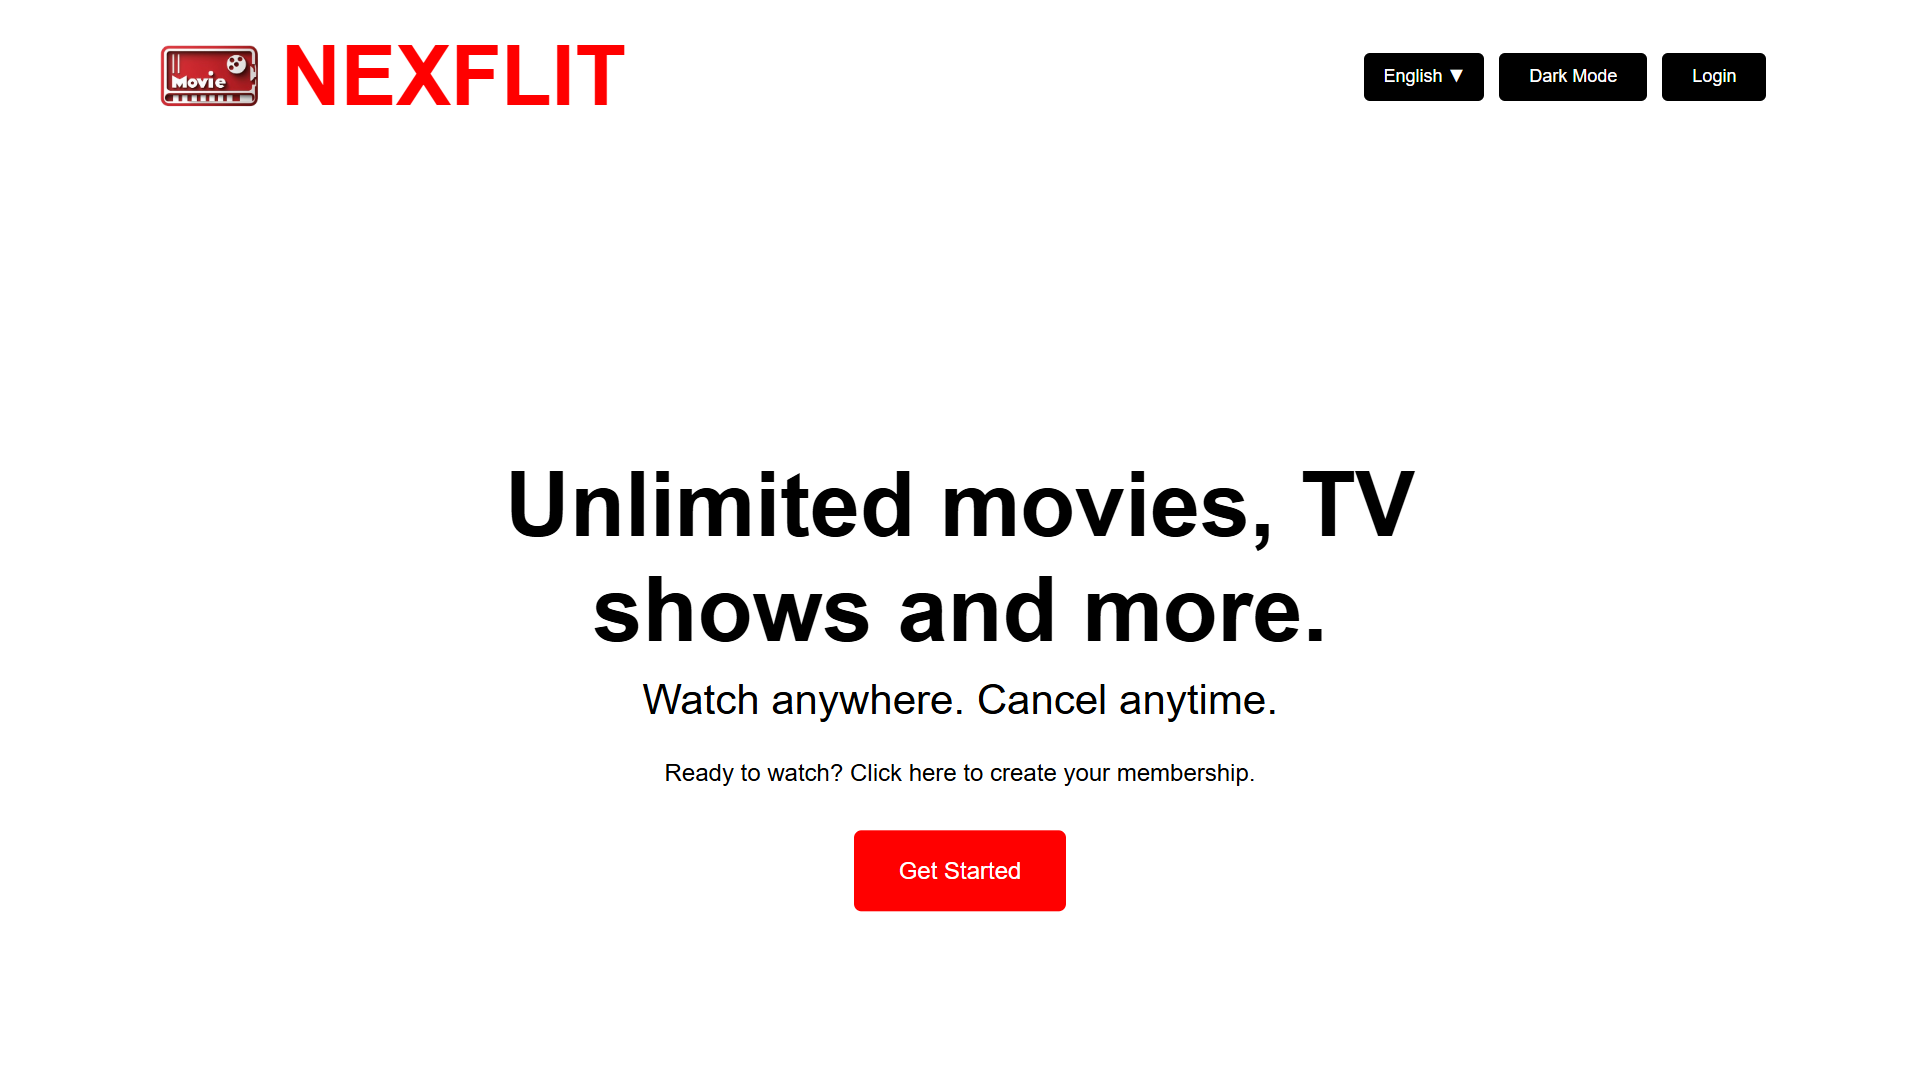 Movie
NEXFLIT
English ▼
Dark Mode
Login
Unlimited movies, TV
shows and more.
Watch anywhere. Cancel anytime.
Ready to watch? Click here to create your membership.
Get Started